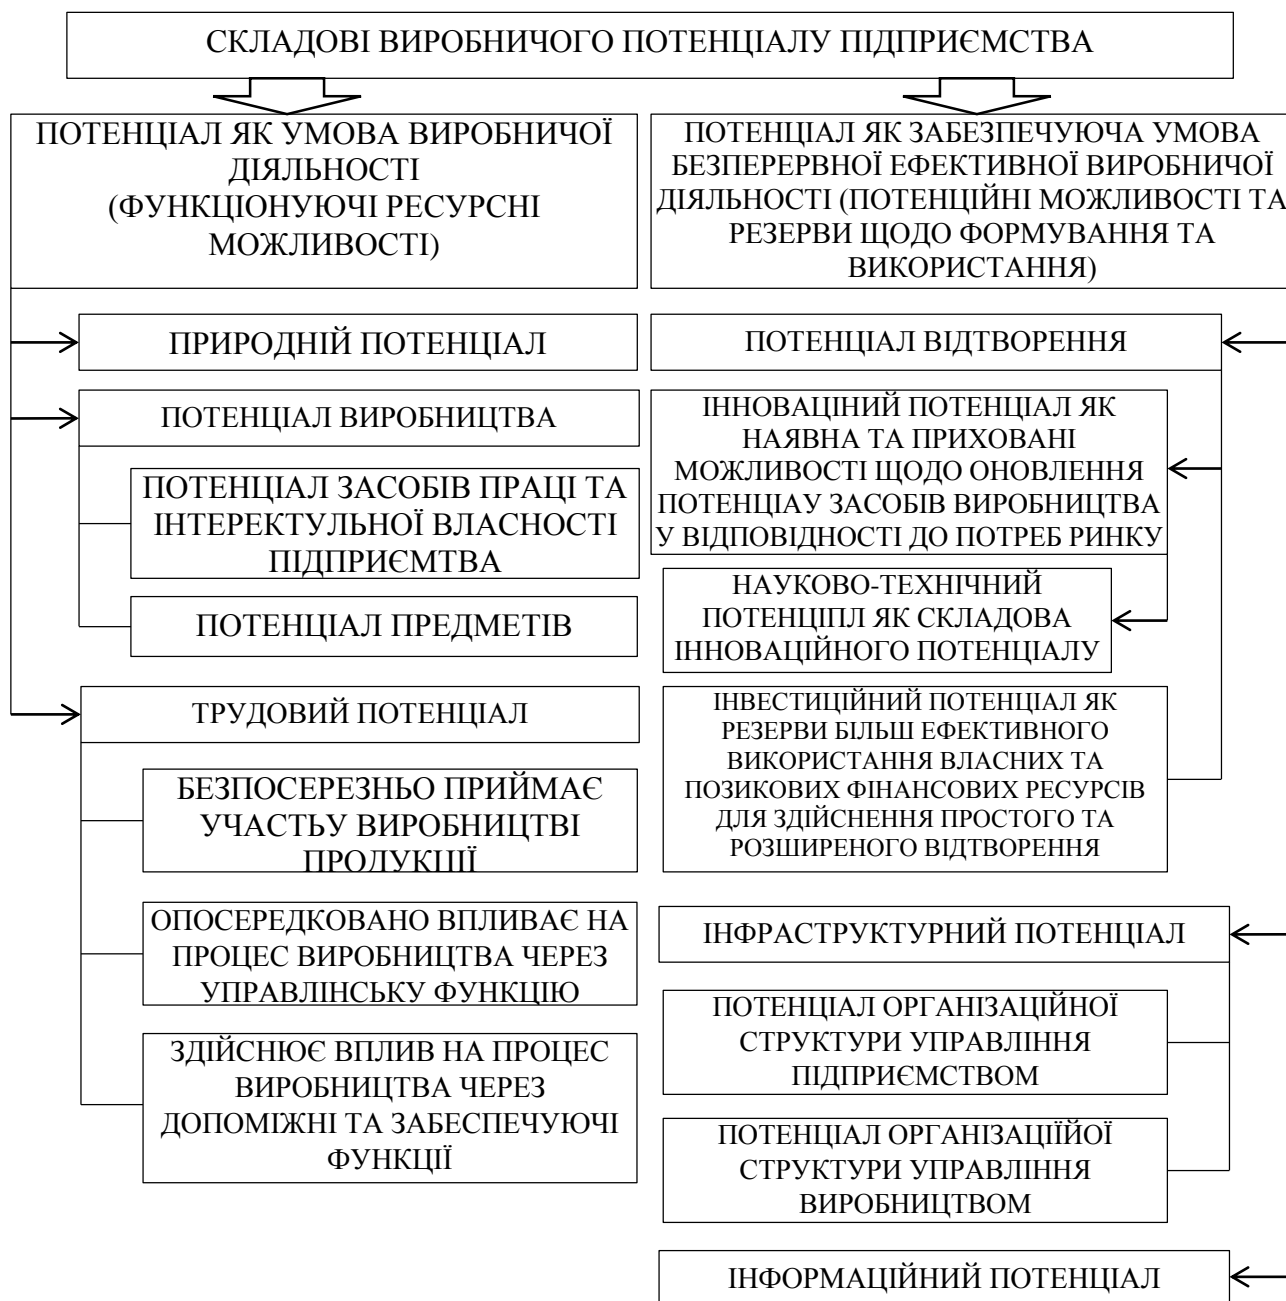 СКЛАДОВІ ВИРОБНИЧОГО ПОТЕНЦІАЛУ ПІДПРИЄМСТВА
ПОТЕНЦІАЛ ЯК УМОВА ВИРОБНИЧОЇ
ДІЯЛЬНОСТІ
(ФУНКЦІОНУЮЧІ РЕСУРСНІ
МОЖЛИВОСТІ)
ПРИРОДНІЙ ПОТЕНЦІАЛ
ПОТЕНЦІАЛ ВИРОБНИЦТВА
ПОТЕНЦІАЛ ЗАСОБІВ ПРАЦІ ТА
ІНТЕРЕКТУЛЬНОЇ ВЛАСНОСТІ
ПІДПРИЄМТВА
ПОТЕНЦІАЛ ПРЕДМЕТІВ
ТРУДОВИЙ ПОТЕНЦІАЛ
БЕЗПОСЕРЕЗНЬО ПРИЙМАЄ
УЧАСТЬУ ВИРОБНИЦТВІ
ПРОДУКЦІЇ
ОПОСЕРЕДКОВАНО ВПЛИВАЄ НА
ПРОЦЕС ВИРОБНИЦТВА ЧЕРЕЗ
УПРАВЛІНСЬКУ ФУНКЦІЮ
ЗДІЙСНЮЄ ВПЛИВ НА ПРОЦЕС
ВИРОБНИЦТВА ЧЕРЕЗ
ДОПОМІЖНІ ТА ЗАБЕСПЕЧУЮЧІ
ФУНКЦІЇ
ПОТЕНЦІАЛ ЯК ЗАБЕЗПЕЧУЮЧА УМОВА
БЕЗПЕРЕРВНОЇ ЕФЕКТИВНОЇ ВИРОБНИЧОЇ
ДІЯЛЬНОСТІ (ПОТЕНЦІЙНІ МОЖЛИВОСТІ ТА
РЕЗЕРВИ ЩОДО ФОРМУВАННЯ ТА
ВИКОРИСТАННЯ)
ПОТЕНЦІАЛ ВІДТВОРЕННЯ
ІННОВАЦІНИЙ ПОТЕНЦІАЛ ЯК
НАЯВНА ТА ПРИХОВАНІ
МОЖЛИВОСТІ ЩОДО ОНОВЛЕННЯ
ПОТЕНЦІАУ ЗАСОБІВ ВИРОБНИЦТВА
У ВІДПОВІДНОСТІ ДО ПОТРЕБ РИНКУ
НАУКОВО-ТЕХНІЧНИЙ
ПОТЕНЦІПЛ ЯК СКЛАДОВА
ІННОВАЦІЙНОГО ПОТЕНЦІАЛУ
ІНВЕСТИЦІЙНИЙ ПОТЕНЦІАЛ ЯК
РЕЗЕРВИ БІЛЬШ ЕФЕКТИВНОГО
ВИКОРИСТАННЯ ВЛАСНИХ ТА
ПОЗИКОВИХ ФІНАНСОВИХ РЕСУРСІВ
ДЛЯ ЗДІЙСНЕННЯ ПРОСТОГО ТА
РОЗШИРЕНОГО ВІДТВОРЕННЯ
ІНФРАСТРУКТУРНИЙ ПОТЕНЦІАЛ
ПОТЕНЦІАЛ ОРГАНІЗАЦІЙНОЇ
СТРУКТУРИ УПРАВЛІННЯ
ПІДПРИЄМСТВОМ
ПОТЕНЦІАЛ ОРГАНІЗАЦІЇЙОЇ
СТРУКТУРИ УПРАВЛІННЯ
ВИРОБНИЦТВОМ
ІНФОРМАЦІЙНИЙ ПОТЕНЦІАЛ